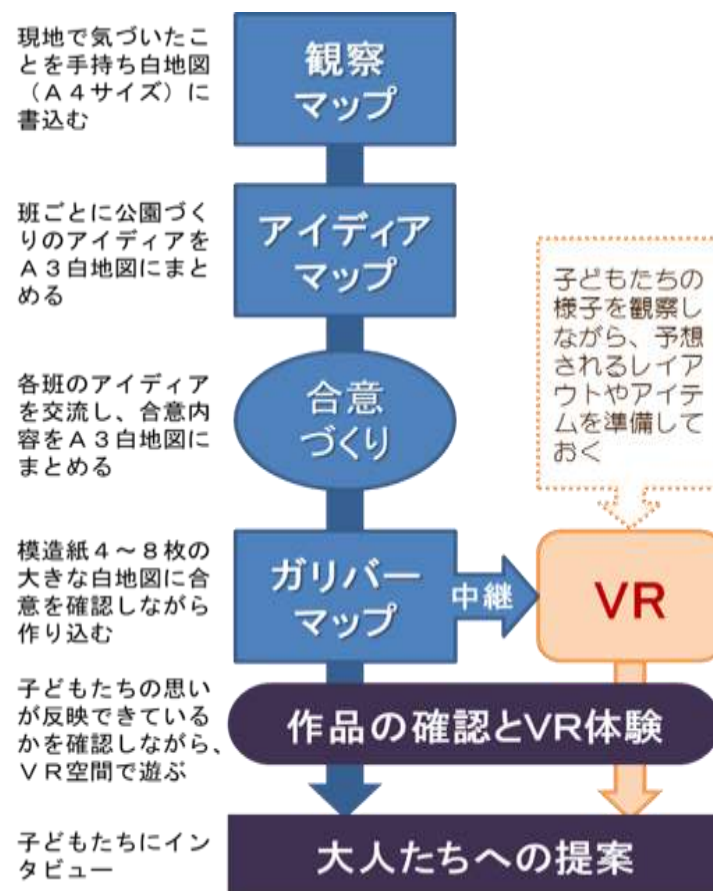 現地で気づいたこ
とを手持ち白地図
（Ａ４サイズ）に
書込む
観察
マップ
班ごとに公園づく
りのアイディアを
Ａ３白地図にまと
める
アイディア
マップ
子どもたちの
様子を観察し
ながら、予想
されるレイア
ウトやアイテ
ムを準備して
おく
各班のアイディア
を交流し、合意内
容をＡ３白地図に
まとめる
合意
づくり
模造紙４～８枚の
大きな白地図に合
意を確認しながら
作り込む
ガリバー
マップ
中継
VR
子どもたちの思い
が反映できている
かを確認しながら、
ＶＲ空間で遊ぶ
作品の確認とVR体験
子どもたちにイン
タビュー
大人たちへの提案